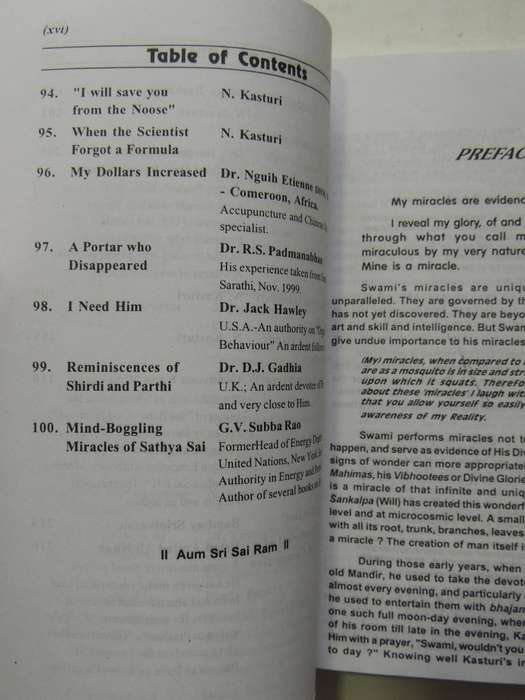 (xvi)
Table of Contents
94. "I will save you N. Kasturi
from the Noose"
95. When the Scientist N. Kasturi
Forgot a Formula
96. My Dollars Increased Dr. Nguih Etienne
- Comeroon, Africa.
Accupuncture and
specialist.
97. A Portar who Dr. R.S. Padmanabhan
Disappeared His experience taken from
Sarathi, Nov. 1999.
98. I Need Him Dr. Jack Hawley
U.S.A.-An authority on
Behaviour" An ardent
99. Reminiscences of Dr. D.J. Gadhia
Shirdi and Parthi U.K.; An ardent devotee of
and very close to Him.
100. Mind-Boggling G.V. Subba Rao
Miracles of Sathya Sai FormerHead of Energy
United Nations, New York
Authority in Energy and
Author of several books
II Aum Sri Sai Ram II
PREFAC
My miracles are evidenc
I reveal my glory, of and
through what you call m
miraculous by my very nature
Mine is a miracle.
Swami's miracles are uniq
unparalleled. They are governed by th
has not yet discovered. They are beyo
art and skill and intelligence. But Swam
give undue importance to his miracles
(My) miracles, when compared to
are as a mosquito is in size and stre
upon which it squats. Therefo
about these 'miracles' I laugh with
that you allow yourself so easily
awareness of my Reality.
Swami performs miracles not t
happen, and serve as evidence of His Div
signs of wonder can more appropriate
Mahimas, his Vibhootees or Divine Glorie
is a miracle of that infinite and uniq
Sankalpa (Will) has created this wonderf
level and at microcosmic level. A small
with all its root, trunk, branches, leaves
a miracle ? The creation of man itself i
During those early years, when
old Mandir, he used to take the devote
almost every evening, and particularly
he used to entertain them with bhajan
one such full moon-day evening, when
of his room till late in the evening, Ka
Him with a prayer, "Swami, wouldn't you
to day ?" Knowing well Kasturi's in